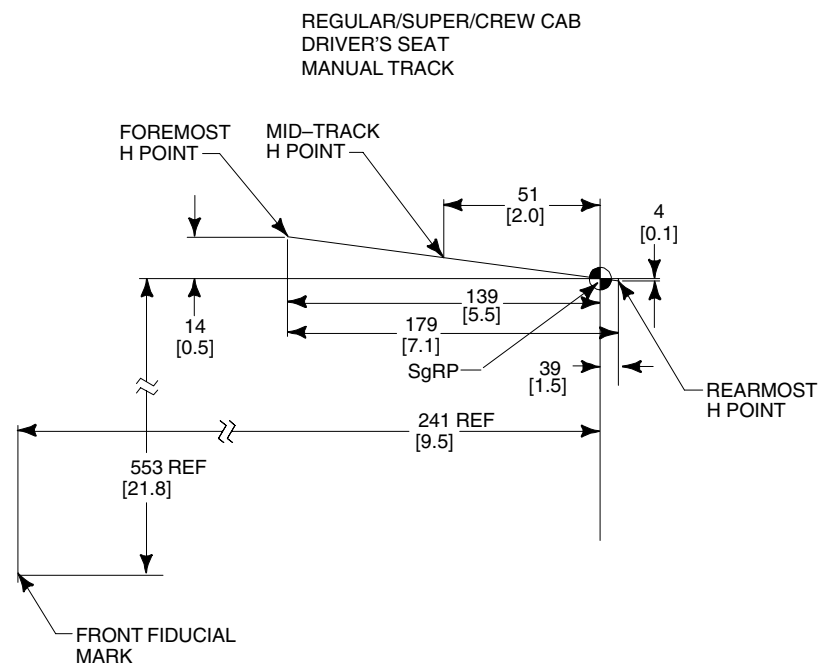 REGULAR/SUPER/CREW CAB
DRIVER'S SEAT
MANUAL TRACK
FOREMOST
H POINT
MID–TRACK
H POINT
51
[2.0]
4
[0.1]
14
[0.5]
139
[5.5]
179
[7.1]
SgRP
39
[1.5]
REARMOST
H POINT
241 REF
[9.5]
553 REF
[21.8]
FRONT FIDUCIAL
MARK